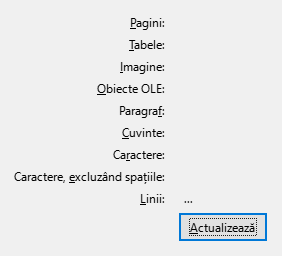 Pagini:
Tabele:
Imagine:
Obiecte OLE:
Paragraf:
Cuvinte:
Caractere:
Caractere, excluzând spațiile:
Linii: ...
Actualizează